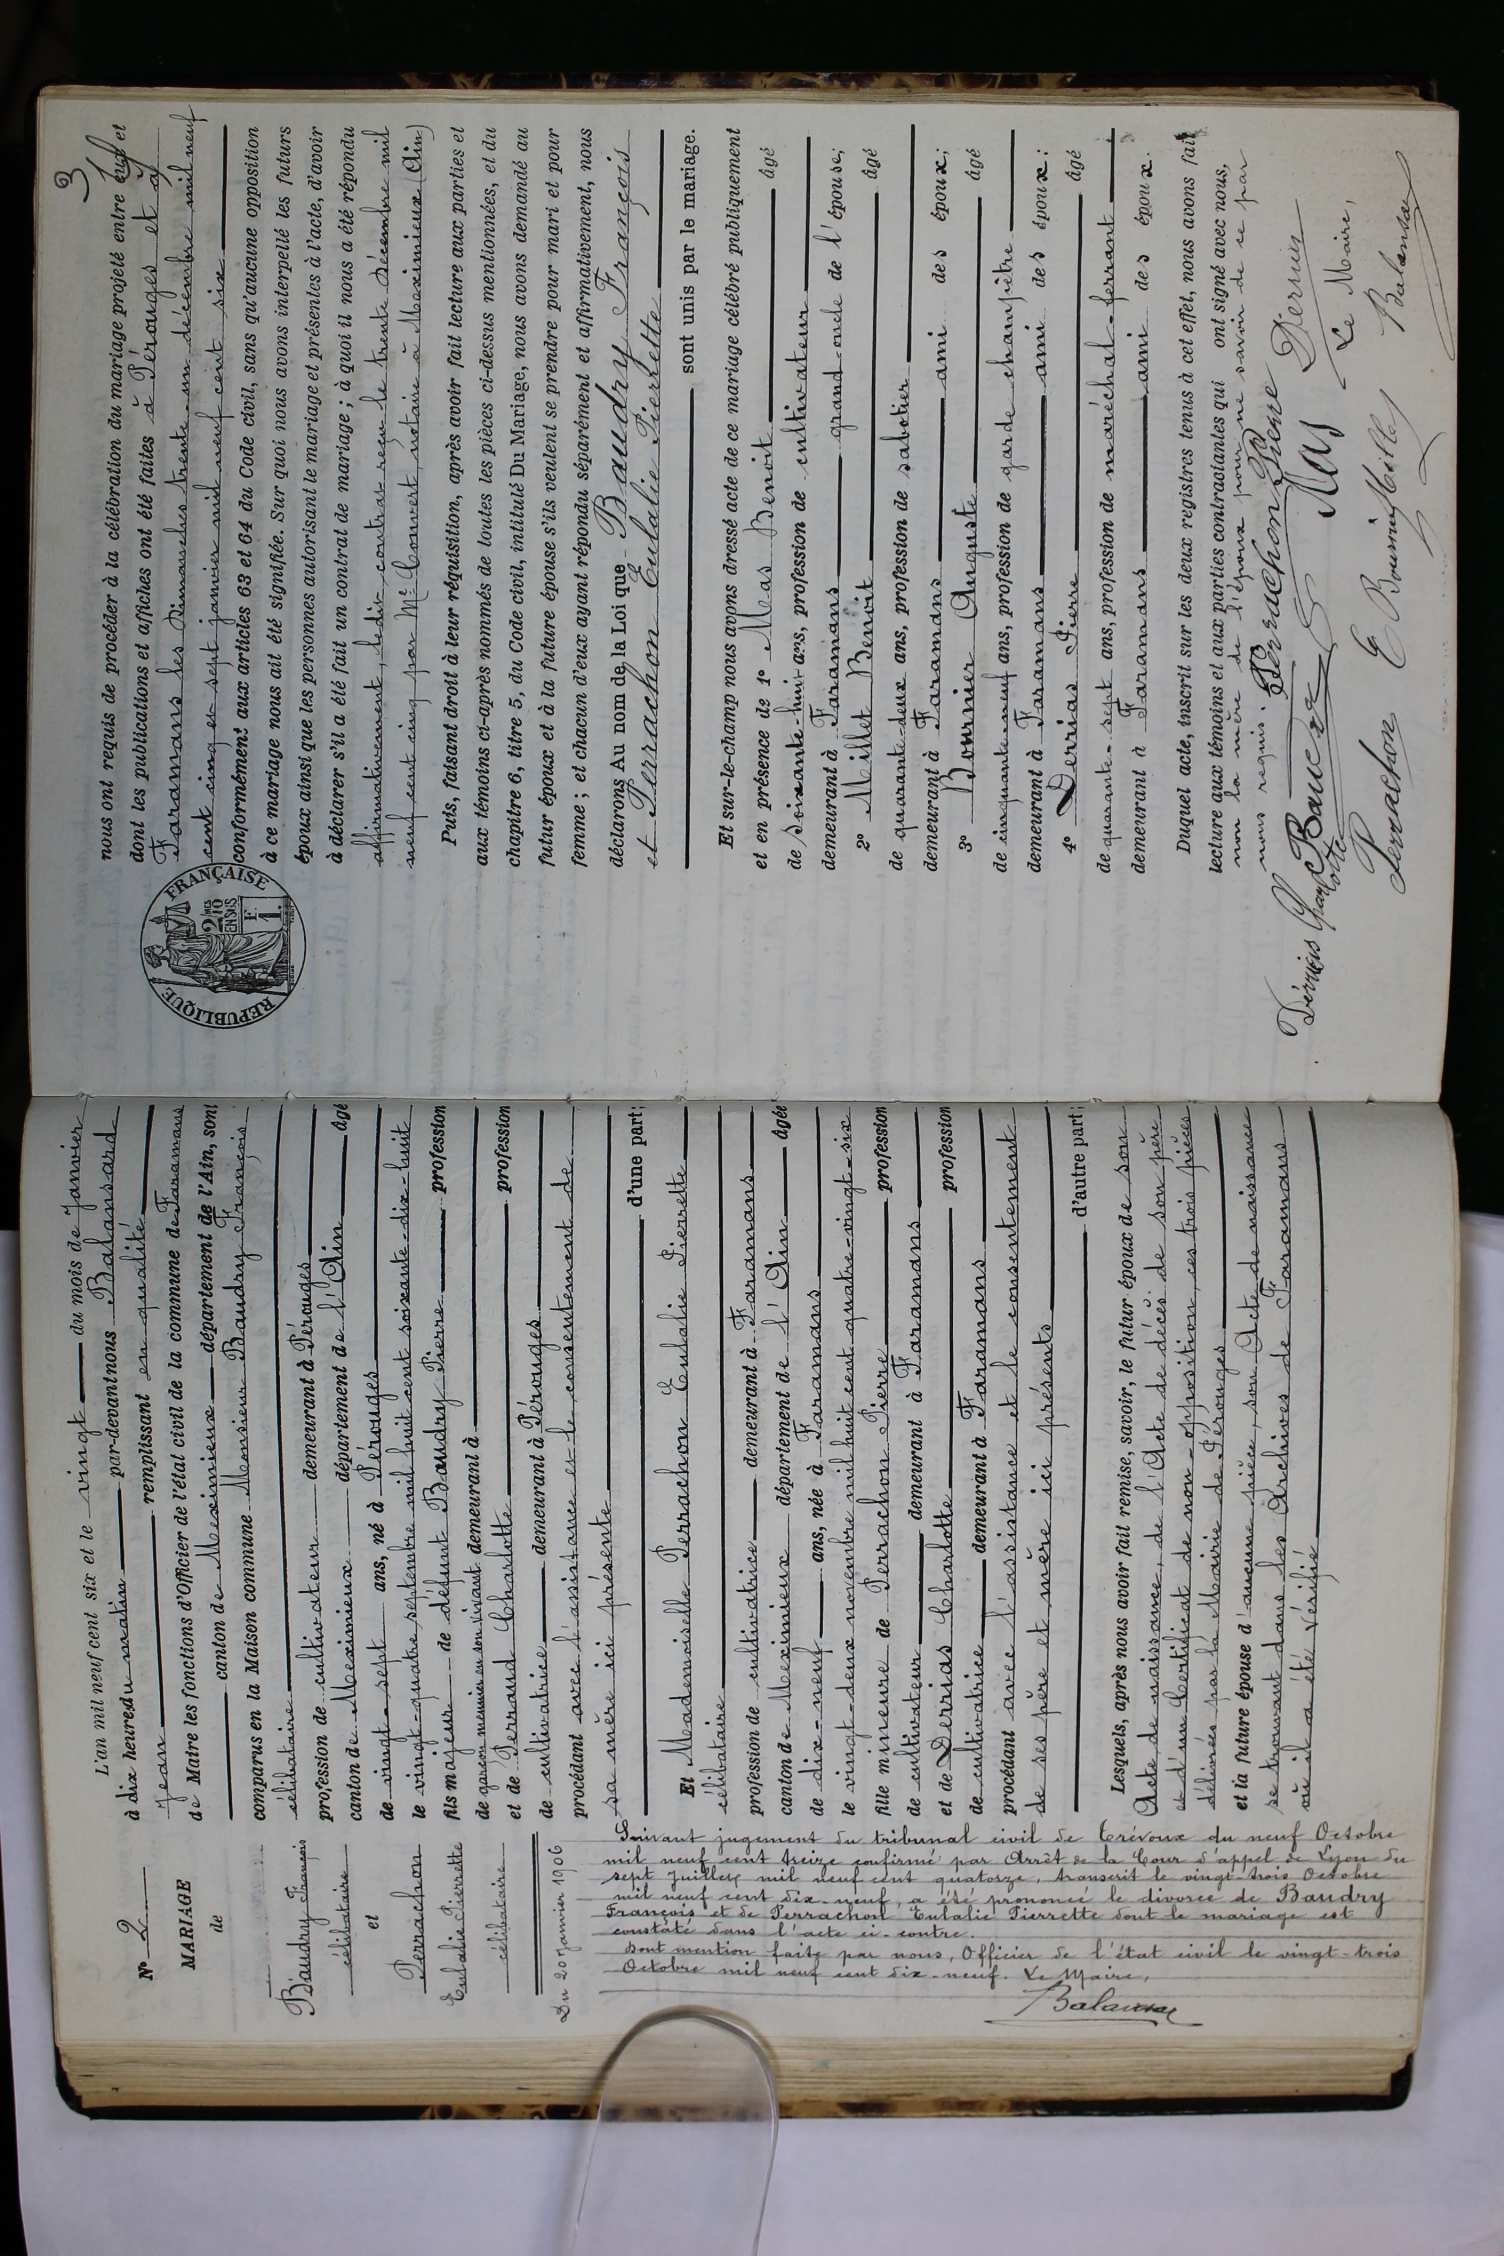 N° 2
MARIAGE
de
Baudry François
célibataire
et
Perrachon
Eulalie Pierrette
célibataire
Du 20 Janvier 1906
L'an mil neuf cent six et le vingt du mois de Janvier
à dix heures du matin par-devant nous Balansard
Jean remplissant en qualité
de Maire les fonctions d'Officier de l'état civil de la commune de Faramans
canton de Meximieux département de l'Ain, sont
comparus en la Maison commune Monsieur Baudry François
célibataire
profession de cultivateur demeurant à Pérouges
canton de Meximieux département de l'Ain âgé
de vingt-sept ans, né à Pérouges
le vingt-quatre septembre mil huit cent soixante-dix-huit
fils majeur de défunt Baudry Pierre profession
de garçon meunier en son vivant demeurant à
et de Perraud Charlotte profession
de cultivatrice demeurant à Pérouges
procédant avec l'assistance et le consentement de
sa mère ici présente
d'une part;
Et Mademoiselle Perrachon Eulalie Pierrette
célibataire
profession de cultivatrice demeurant à Faramans
canton de Meximieux département de l'Ain âgée
de dix-neuf ans, née à Faramans
le vingt-deux novembre mil huit cent quatre-vingt-six
fille mineure de Perrachon Pierre profession
de cultivateur demeurant à Faramans
et de Derrias Charlotte profession
de cultivatrice demeurant à Faramans
procédant avec l'assistance et le consentement
de ses père et mère ici présents
d'autre part;
Lesquels, après nous avoir fait remise, savoir, le futur époux de son
Acte de naissance, de l'Acte de décès de son père
et d'un Certificat de non-opposition, ces trois pièces
délivrées par la Mairie de Pérouges
et la future épouse d'aucune pièce, son Acte de naissance
se trouvant dans les Archives de Faramans
où il a été vérifié
Suivant jugement du tribunal civil de Trévoux du neuf Octobre
mil neuf cent treize confirmé par Arrêt de la Cour d'appel de Lyon du
sept Juillet mil neuf cent quatorze, transcrit le vingt-trois Octobre
mil neuf cent dix-neuf, a été prononcé le divorce de Baudry
François et de Perrachon Eulalie Pierrette dont le mariage est
constaté dans l'acte ci-contre.
Dont mention faite par nous, Officier de l'état civil le vingt-trois
Octobre mil neuf cent dix-neuf. Le Maire,
Balansar
3
nous ont requis de procéder à la célébration du mariage projeté entre eux et
dont les publications et affiches ont été faites à Pérouges et à
Faramans les Dimanches trente-un décembre mil neuf
cent cinq et sept janvier mil neuf cent six
conformément aux articles 63 et 64 du Code civil, sans qu'aucune opposition
à ce mariage nous ait été signifiée. Sur quoi nous avons interpellé les futurs
époux ainsi que les personnes autorisant le mariage et présentes à l'acte, d'avoir
à déclarer s'il a été fait un contrat de mariage; à quoi il nous a été répondu
affirmativement, ledit contrat reçu le trente décembre mil
neuf cent cinq par Me Convert, notaire à Meximieux (Ain)
Puis, faisant droit à leur réquisition, après avoir fait lecture aux parties et
aux témoins ci-après nommés de toutes les pièces ci-dessus mentionnées, et du
chapitre 6, titre 5, du Code civil, intitulé Du Mariage, nous avons demandé au
futur époux et à la future épouse s'ils veulent se prendre pour mari et pour
femme; et chacun d'eux ayant répondu séparément et affirmativement, nous
déclarons Au nom de la Loi que Baudry François
et Perrachon Eulalie Pierrette
sont unis par le mariage.
Et sur-le-champ nous avons dressé acte de ce mariage célébré publiquement
et en présence de 1° Meas Benoit âgé
de soixante-huit ans, profession de cultivateur
demeurant à Faramans grand-oncle de l'épouse;
2° Millet Benoit âgé
de quarante-deux ans, profession de sabotier
demeurant à Faramans ami des époux;
3° Bournier Auguste âgé
de cinquante-neuf ans, profession de garde champêtre
demeurant à Faramans ami des époux;
4° Derrias Pierre âgé
de quarante-sept ans, profession de maréchal-ferrant
demeurant à Faramans ami des époux.
Duquel acte, inscrit sur les deux registres tenus à cet effet, nous avons fait
lecture aux témoins et aux parties contractantes qui ont signé avec nous,
non la mère de l'époux pour ne savoir de ce par
nous requis.
Perrachon Pierre
Derrias
Derrias Charlotte
Baudry
Mas
Le Maire,
Perrachon E
Bournier
Millet
Balansar
REPUBLIQUE FRANÇAISE
2/10 EN SUS
F. 1.